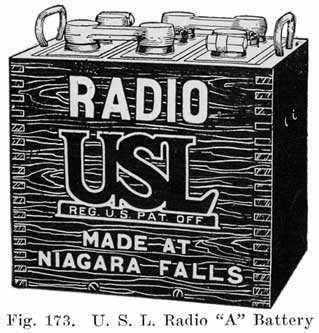 RADIO
USL
REG. U.S. PAT. OFF
MADE AT
NIAGARA FALLS
Fig. 173. U. S. L. Radio "A" Battery